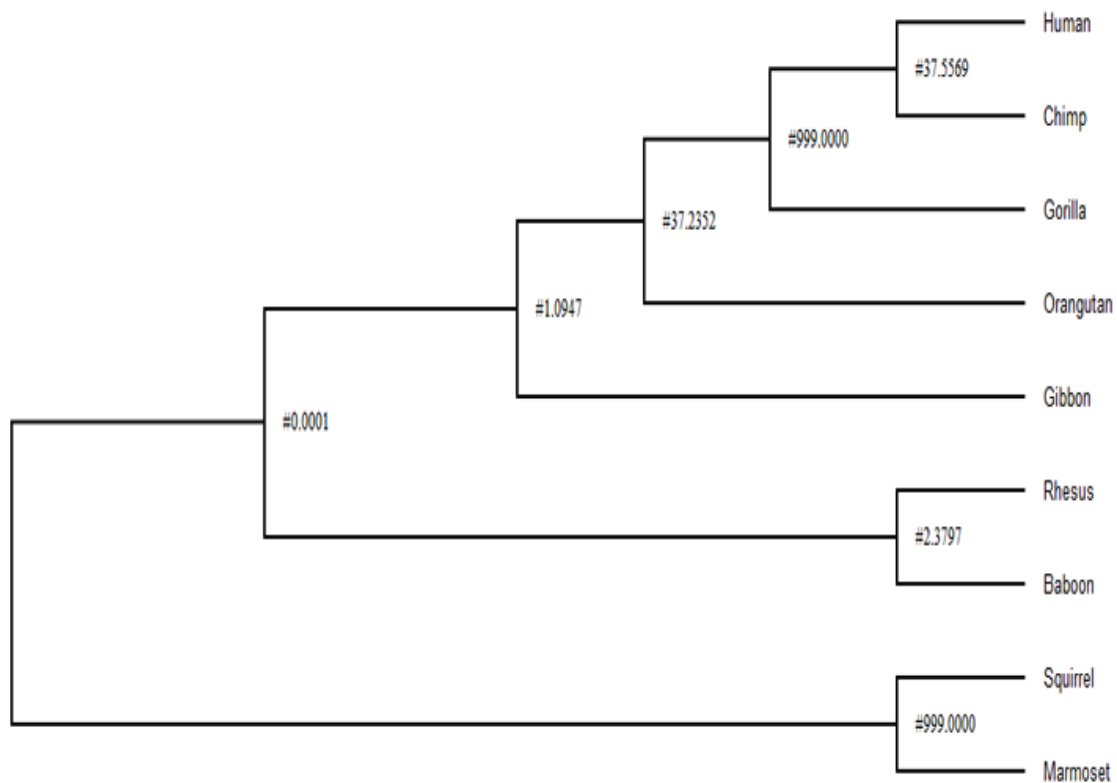 Human
#37.5569
Chimp
#999.0000
Gorilla
#37.2352
Orangutan
#1.0947
Gibbon
#0.0001
Rhesus
#2.3797
Baboon
Squirrel
#999.0000
Marmoset